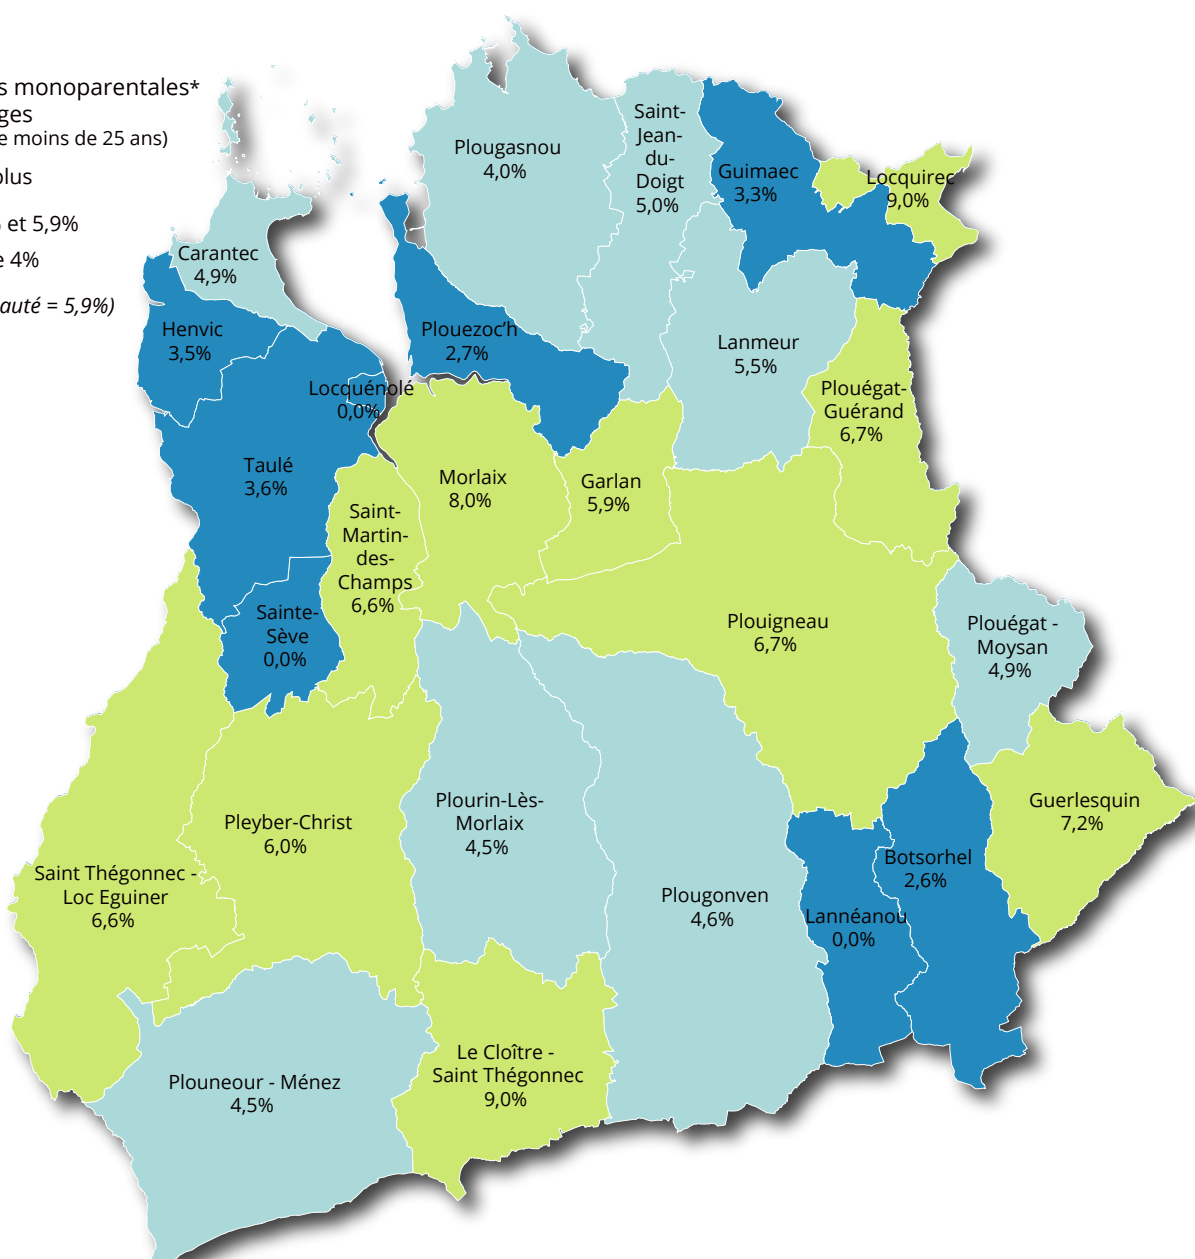 s monoparentales*
ges
e moins de 25 ans)
plus
et 5,9%
e 4%
auté = 5,9%)
Plougasnou
4,0%
Saint-
Jean-
du-
Doigt
5,0%
Guimaec
3,3%
Locquirec
9,0%
Carantec
4,9%
Henvic
3,5%
Plouezoc’h
2,7%
Lanmeur
5,5%
Locquénolé
0,0%
Plouégat-
Guérand
6,7%
Taulé
3,6%
Morlaix
8,0%
Garlan
5,9%
Saint-
Martin-
des-
Champs
6,6%
Sainte-
Sève
0,0%
Plouigneau
6,7%
Plouégat -
Moysan
4,9%
Pleyber-Christ
6,0%
Plourin-Lès-
Morlaix
4,5%
Guerlesquin
7,2%
Saint Thégonnec -
Loc Eguiner
6,6%
Plougonven
4,6%
Botsorhel
2,6%
Lannéanou
0,0%
Plouneour - Ménez
4,5%
Le Cloître -
Saint Thégonnec
9,0%